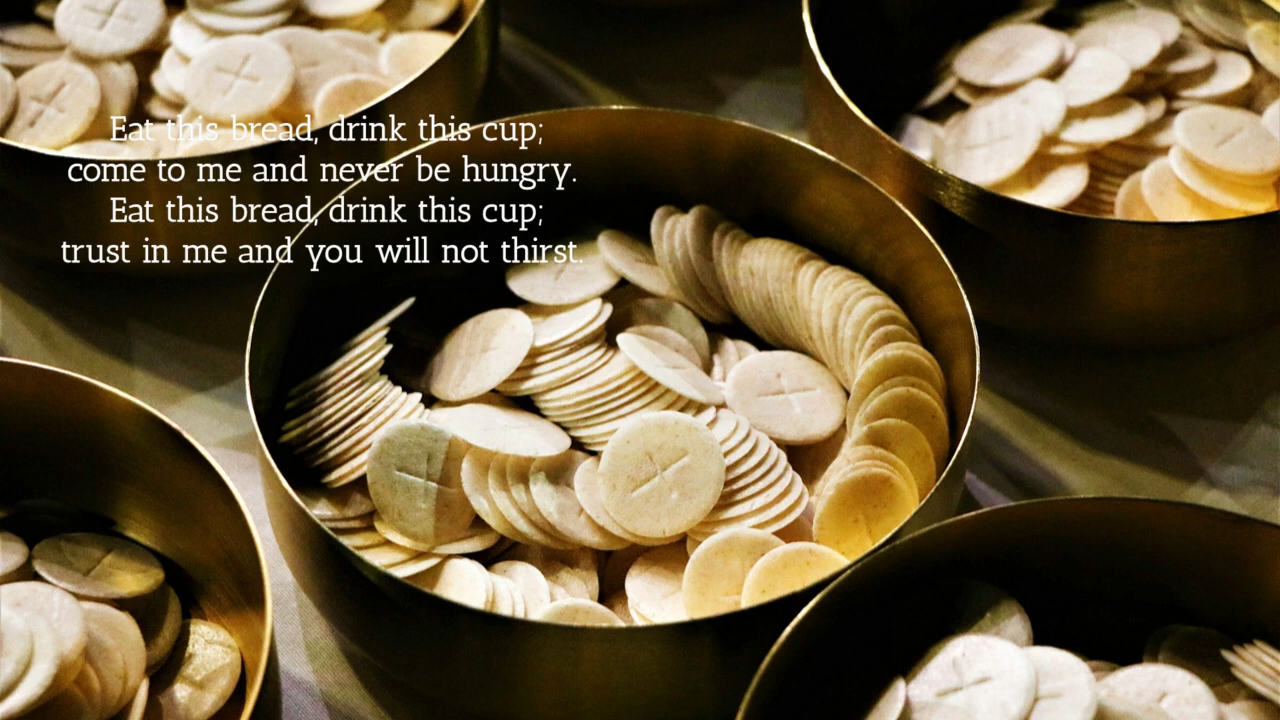 Eat this bread, drink this cup;
come to me and never be hungry.
Eat this bread, drink this cup;
trust in me and you will not thirst.